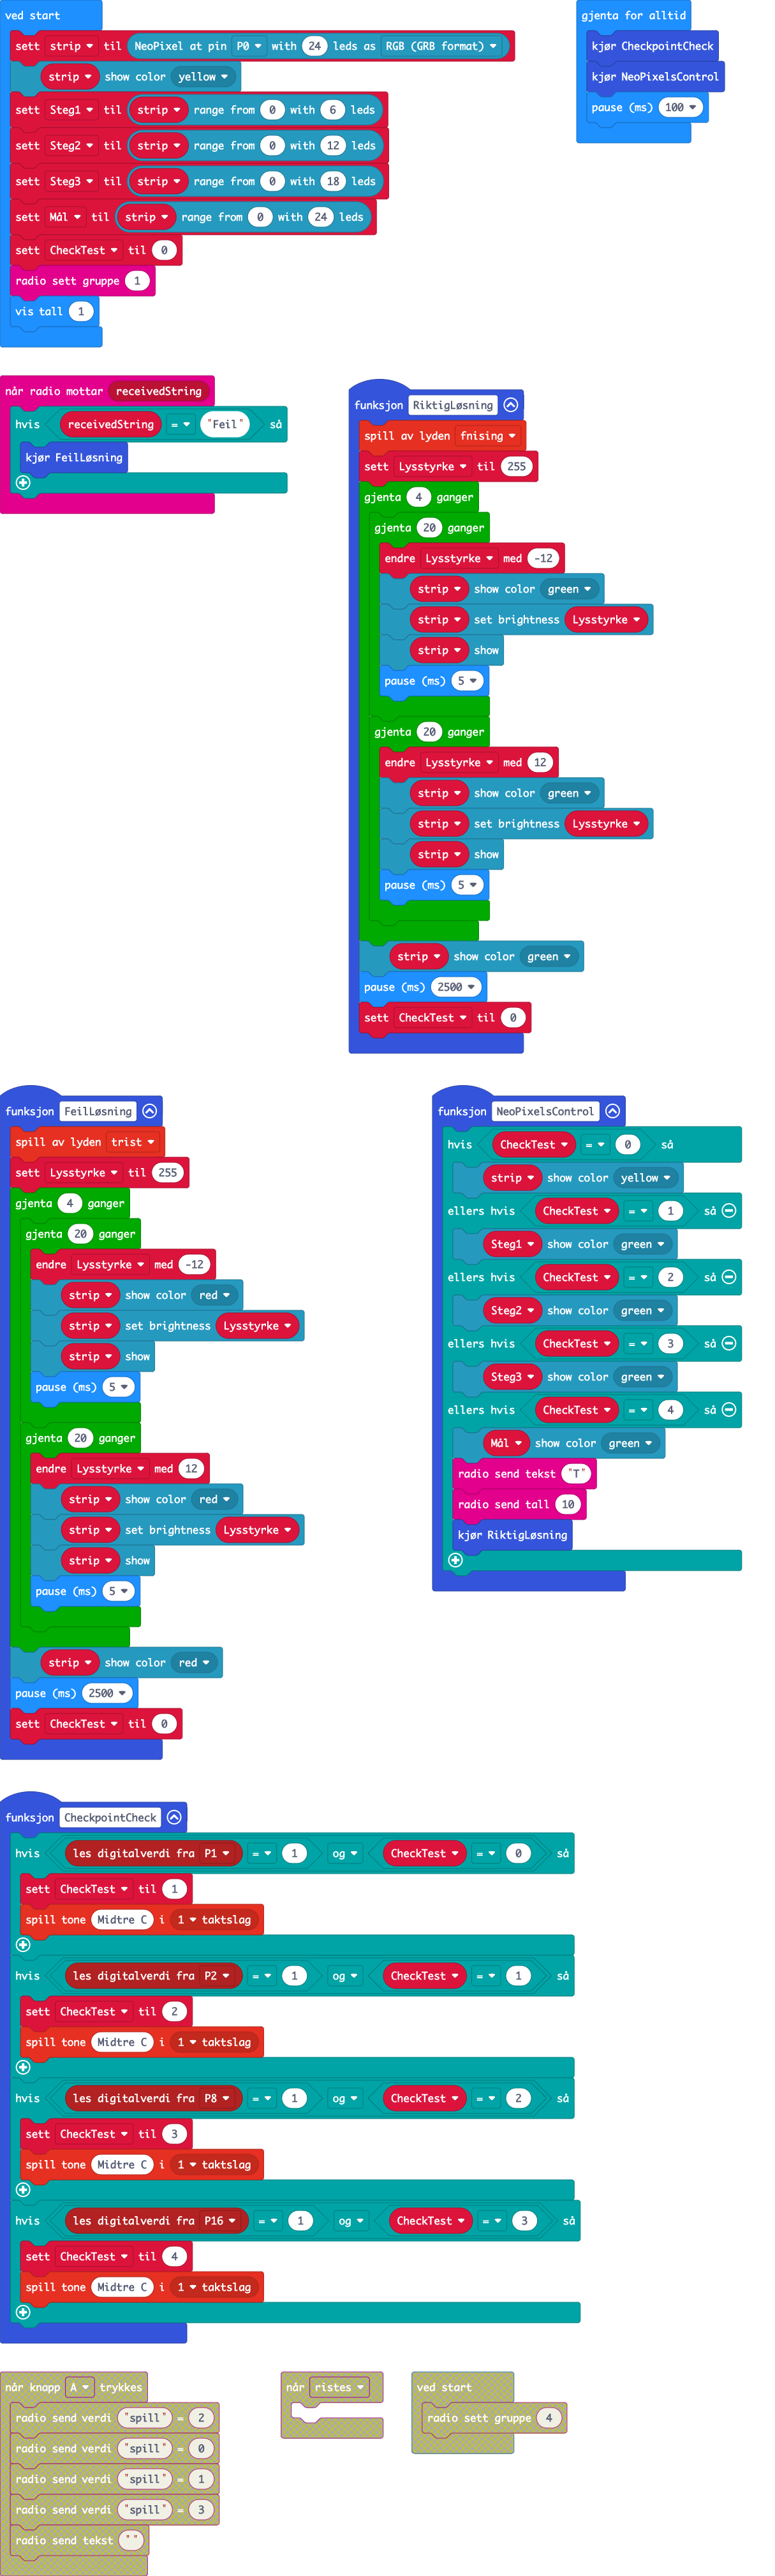 ved start
sett strip til NeoPixel at pin P0 with 24 leds as RGB (GRB format)
strip show color yellow
sett Steg1 til strip range from 0 with 6 leds
sett Steg2 til strip range from 0 with 12 leds
sett Steg3 til strip range from 0 with 18 leds
sett Mål til strip range from 0 with 24 leds
sett CheckTest til 0
radio sett gruppe 1
vis tall 1
gjenta for alltid
kjør CheckpointCheck
kjør NeoPixelsControl
pause (ms) 100
når radio mottar receivedString
hvis receivedString = "Feil" så
kjør FeilLøsning
funksjon RiktigLøsning
spill av lyden fnising
sett Lysstyrke til 255
gjenta 4 ganger
gjenta 20 ganger
endre Lysstyrke med -12
strip show color green
strip set brightness Lysstyrke
strip show
pause (ms) 5
gjenta 20 ganger
endre Lysstyrke med 12
strip show color green
strip set brightness Lysstyrke
strip show
pause (ms) 5
strip show color green
pause (ms) 2500
sett CheckTest til 0
funksjon FeilLøsning
spill av lyden trist
sett Lysstyrke til 255
gjenta 4 ganger
gjenta 20 ganger
endre Lysstyrke med -12
strip show color red
strip set brightness Lysstyrke
strip show
pause (ms) 5
gjenta 20 ganger
endre Lysstyrke med 12
strip show color red
strip set brightness Lysstyrke
strip show
pause (ms) 5
strip show color red
pause (ms) 2500
sett CheckTest til 0
funksjon NeoPixelsControl
hvis CheckTest = 0 så
strip show color yellow
ellers hvis CheckTest = 1 så
Steg1 show color green
ellers hvis CheckTest = 2 så
Steg2 show color green
ellers hvis CheckTest = 3 så
Steg3 show color green
ellers hvis CheckTest = 4 så
Mål show color green
radio send tekst "T"
radio send tall 10
kjør RiktigLøsning
funksjon CheckpointCheck
hvis les digitalverdi fra P1 = 1 og CheckTest = 0 så
sett CheckTest til 1
spill tone Midtre C i 1 taktslag
hvis les digitalverdi fra P2 = 1 og CheckTest = 1 så
sett CheckTest til 2
spill tone Midtre C i 1 taktslag
hvis les digitalverdi fra P8 = 1 og CheckTest = 2 så
sett CheckTest til 3
spill tone Midtre C i 1 taktslag
hvis les digitalverdi fra P16 = 1 og CheckTest = 3 så
sett CheckTest til 4
spill tone Midtre C i 1 taktslag
når knapp A trykkes
radio send verdi "spill" = 2
radio send verdi "spill" = 0
radio send verdi "spill" = 1
radio send verdi "spill" = 3
radio send tekst ""
når ristes
ved start
radio sett gruppe 4